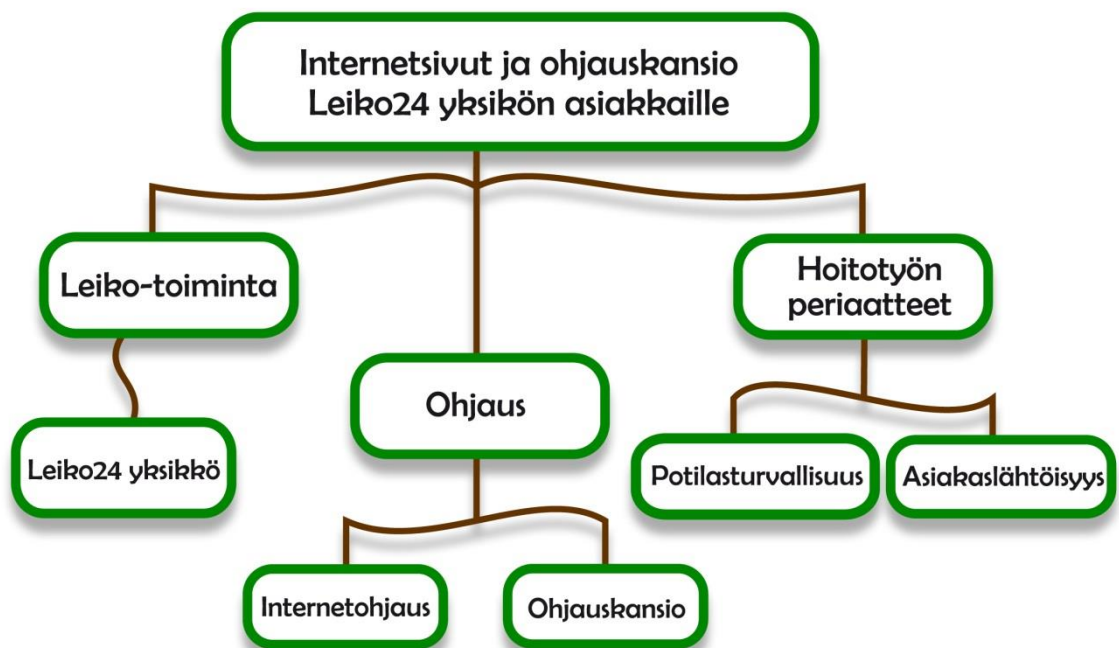 Internetsivut ja ohjauskansio
Leiko24 yksikön asiakkaille
Leiko-toiminta
Hoitotyön
periaatteet
Ohjaus
Leiko24 yksikkö
Potilasturvallisuus
Asiakaslähtöisyys
Internetohjaus
Ohjauskansio